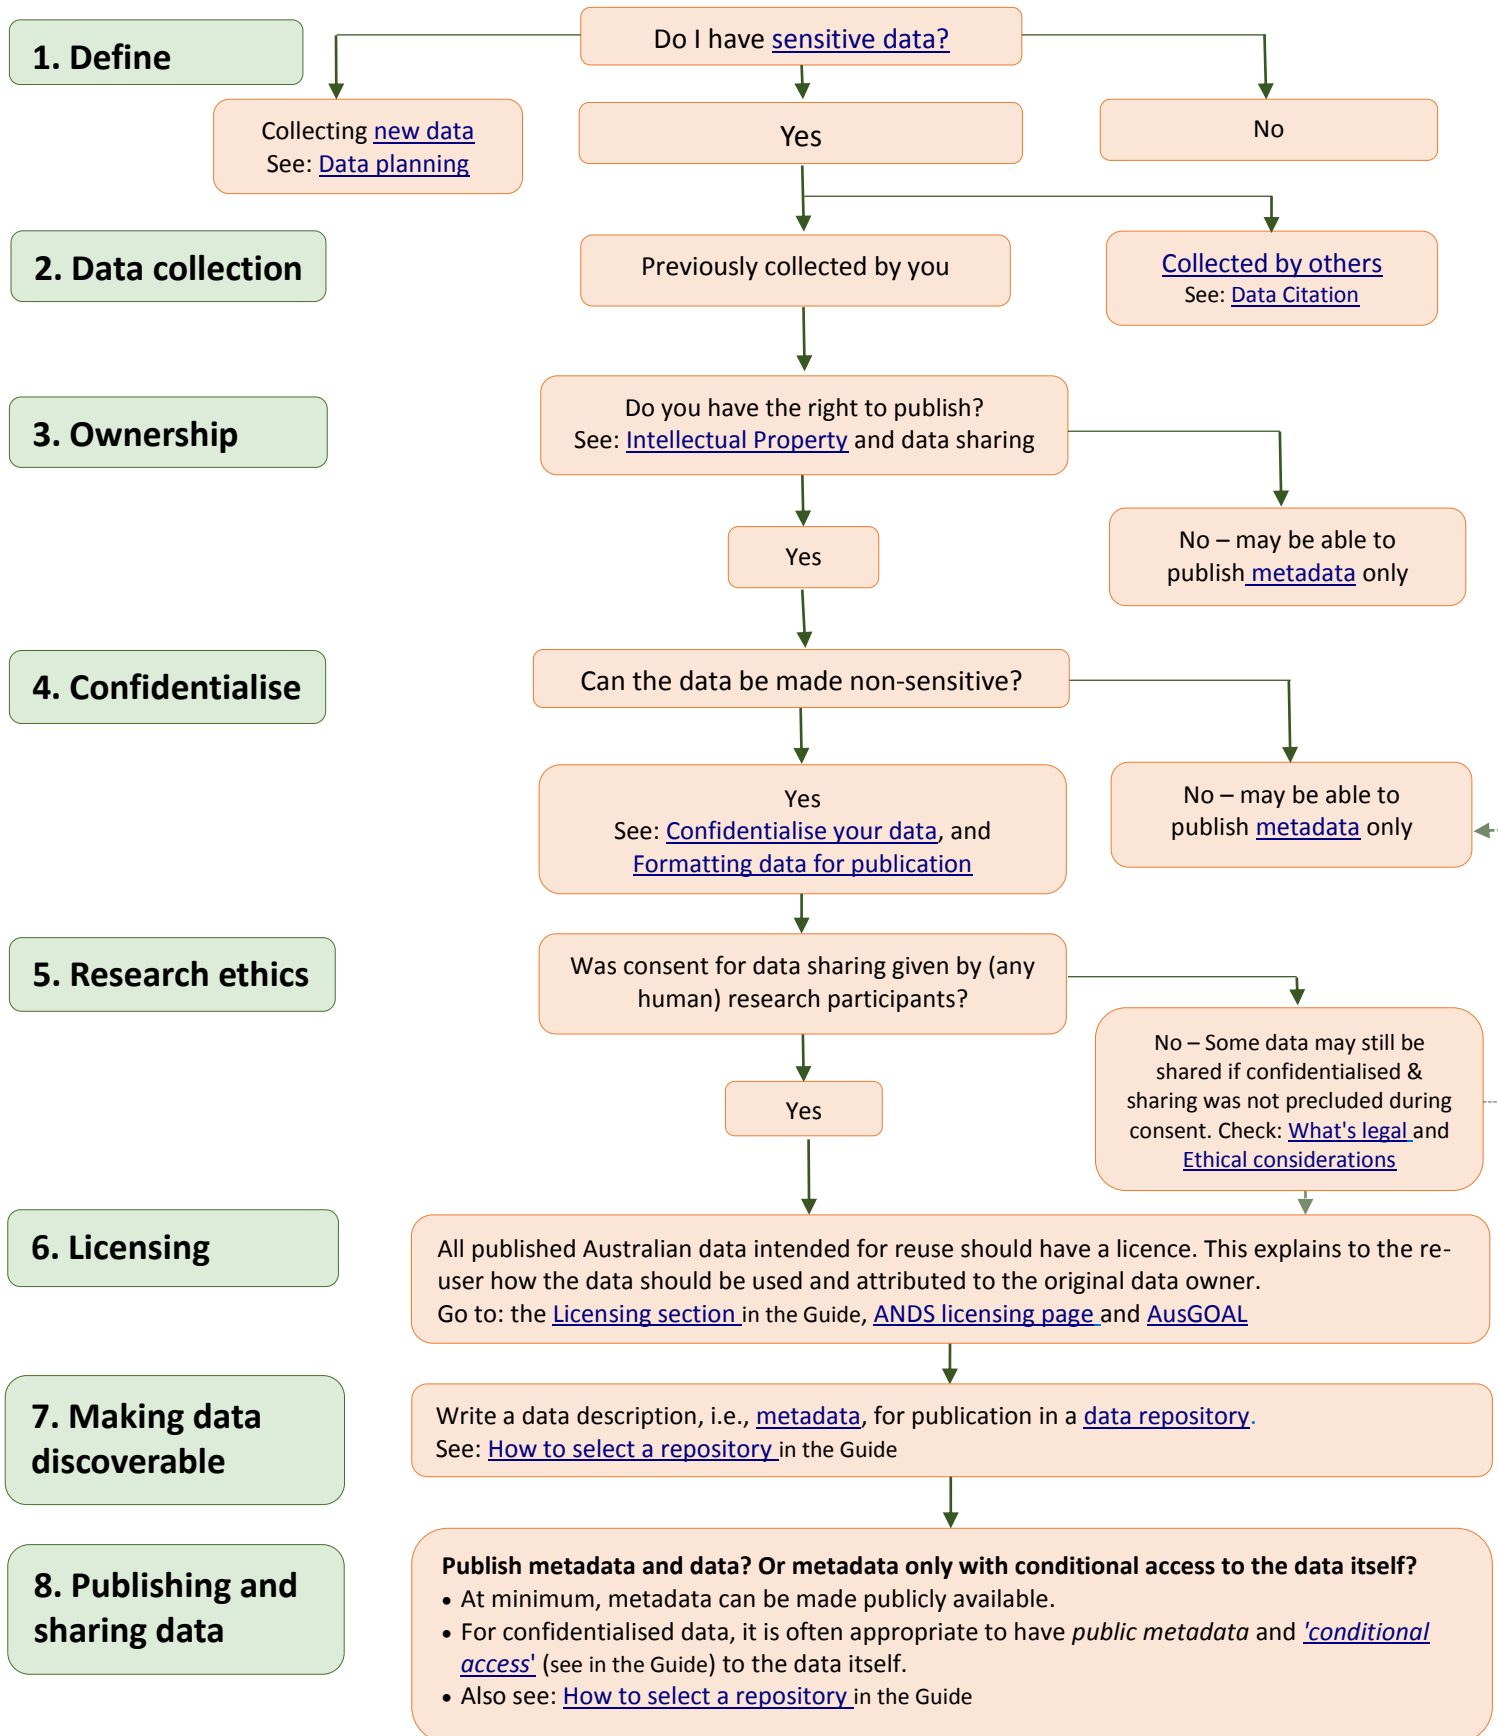 1. Define
Do I have sensitive data?
Collecting new data
See: Data planning
Yes
No
2. Data collection
Previously collected by you
Collected by others
See: Data Citation
3. Ownership
Do you have the right to publish?
See: Intellectual Property and data sharing
Yes
No – may be able to
publish metadata only
4. Confidentialise
Can the data be made non-sensitive?
Yes
See: Confidentialise your data, and
Formatting data for publication
No – may be able to
publish metadata only
5. Research ethics
Was consent for data sharing given by (any
human) research participants?
Yes
No – Some data may still be
shared if confidentialised &
sharing was not precluded during
consent. Check: What's legal and
Ethical considerations
6. Licensing
All published Australian data intended for reuse should have a licence. This explains to the re-
user how the data should be used and attributed to the original data owner.
Go to: the Licensing section in the Guide, ANDS licensing page and AusGOAL
7. Making data
discoverable
Write a data description, i.e., metadata, for publication in a data repository.
See: How to select a repository in the Guide
8. Publishing and
sharing data
Publish metadata and data? Or metadata only with conditional access to the data itself?
• At minimum, metadata can be made publicly available.
• For confidentialised data, it is often appropriate to have public metadata and 'conditional
access' (see in the Guide) to the data itself.
• Also see: How to select a repository in the Guide